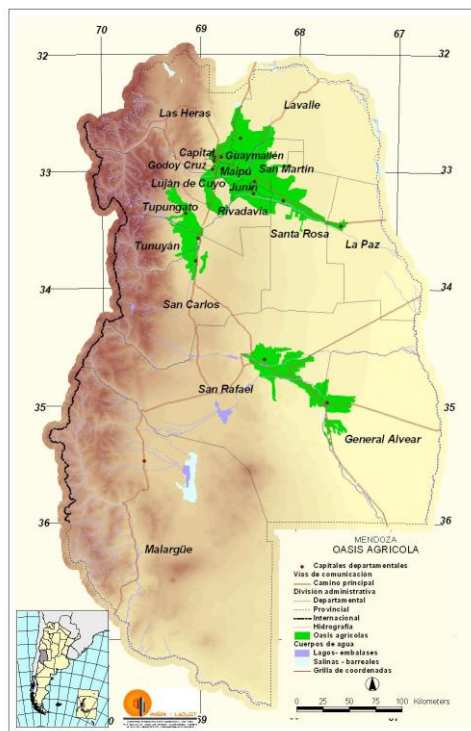 70
69
68
67
32
32
Lavalle
Las Heras
Capital
Guaymallén
33
33
Godoy Cruz
Maipú
San Martín
Luján de Cuyo
Junín
Tupungato
Rivadavia
Santa Rosa
La Paz
Tunuyán
34
34
San Carlos
San Rafael
35
35
General Alvear
36
36
Malargüe
MENDOZA
OASIS AGRICOLA
Capitales departamentales
Vías de comunicación
Camino principal
División administrativa
Departamental
Provincial
Internacional
Hidrografía
Oasis agrícolas
Cuerpos de agua
Lagos- embalses
Salinas - barreales
Grilla de coordenadas
0 50 100 Kilometers
70
69
68
67